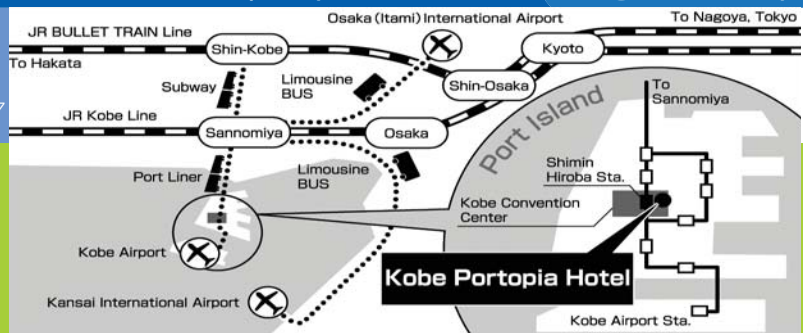 Osaka (Itami) International Airport
To Nagoya, Tokyo
JR BULLET TRAIN Line
Shin-Kobe
Kyoto
To Hakata
Subway
Limousine
BUS
Shin-Osaka
To
Sannomiya
JR Kobe Line
Sannomiya
Osaka
Port Island
Port Liner
Limousine
BUS
Shimin
Hiroba Sta.
Kobe Convention
Center
Kobe Airport
Kobe Portopia Hotel
Kansai International Airport
Kobe Airport Sta.